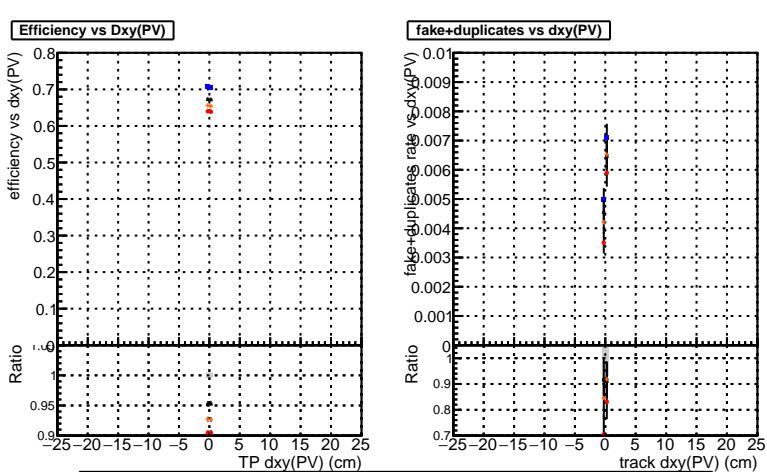 Efficiency vs Dxy(PV)
efficiency vs dxy(PV)
0.8
0.7
0.6
0.5
0.4
0.3
0.2
0.1
0
Ratio
1
0.95
0.9
−25 −20 −15 −10 −5 0 5 10 15 20 25
TP dxy(PV) (cm)
fake+duplicates vs dxy(PV)
fake+duplicates rate vs dxy(PV)
0.01
0.009
0.008
0.007
0.006
0.005
0.004
0.003
0.002
0.001
0
Ratio
1
0.9
0.8
0.7
−25 −20 −15 −10 −5 0 5 10 15 20 25
track dxy(PV) (cm)